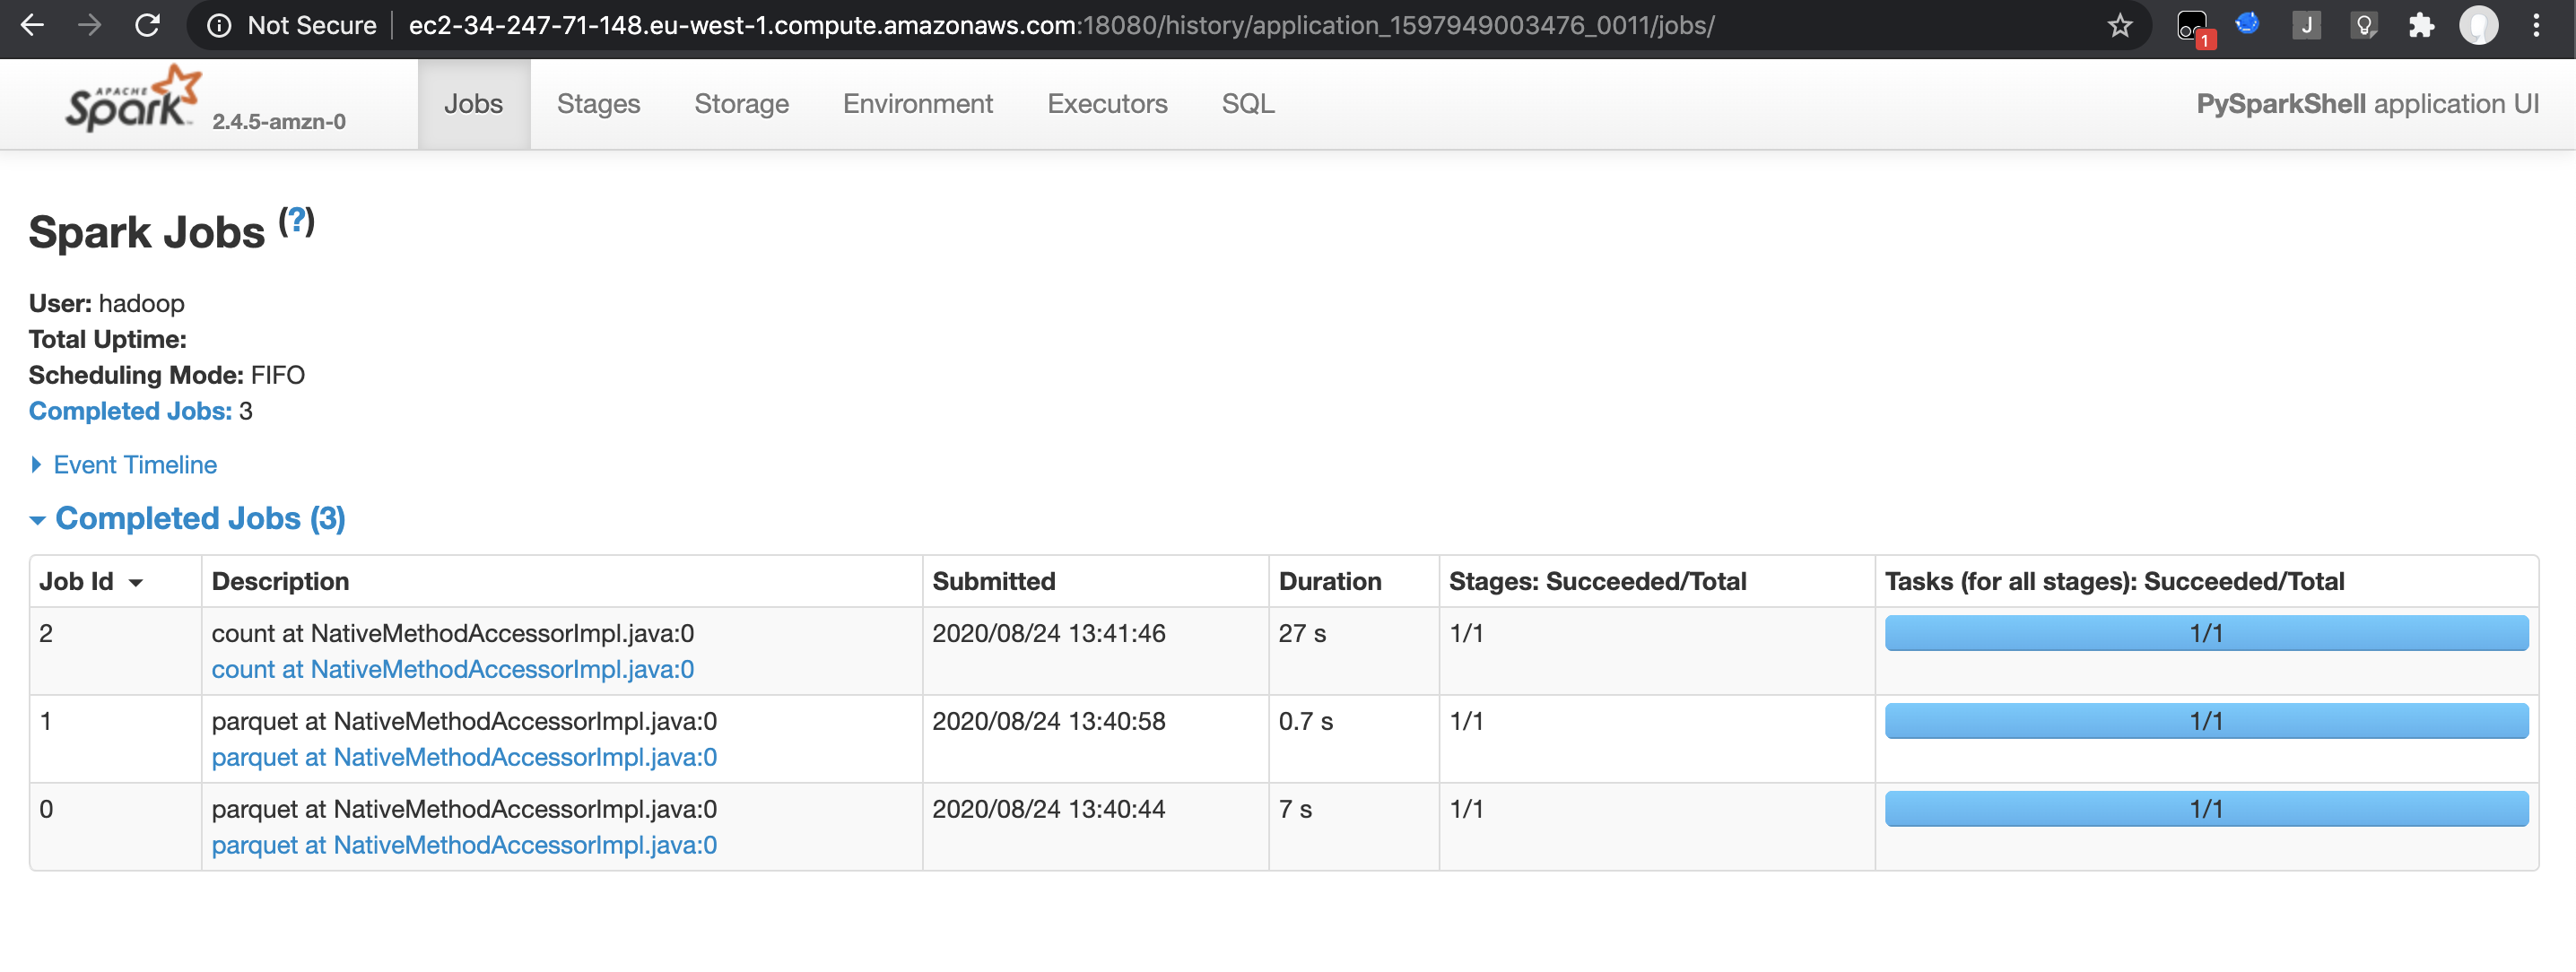 Not Secure ec2-34-247-71-148.eu-west-1.compute.amazonaws.com:18080/history/application_1597949003476_0011/jobs/
1
J
APACHE Spark 2.4.5-amzn-0 Jobs Stages Storage Environment Executors SQL PySparkShell application UI
Spark Jobs (?)
User: hadoop
Total Uptime:
Scheduling Mode: FIFO
Completed Jobs: 3
Event Timeline
Completed Jobs (3)
Job Id Description Submitted Duration Stages: Succeeded/Total Tasks (for all stages): Succeeded/Total
2 count at NativeMethodAccessorImpl.java:0 2020/08/24 13:41:46 27 s 1/1 1/1
count at NativeMethodAccessorImpl.java:0
1 parquet at NativeMethodAccessorImpl.java:0 2020/08/24 13:40:58 0.7 s 1/1 1/1
parquet at NativeMethodAccessorImpl.java:0
0 parquet at NativeMethodAccessorImpl.java:0 2020/08/24 13:40:44 7 s 1/1 1/1
parquet at NativeMethodAccessorImpl.java:0